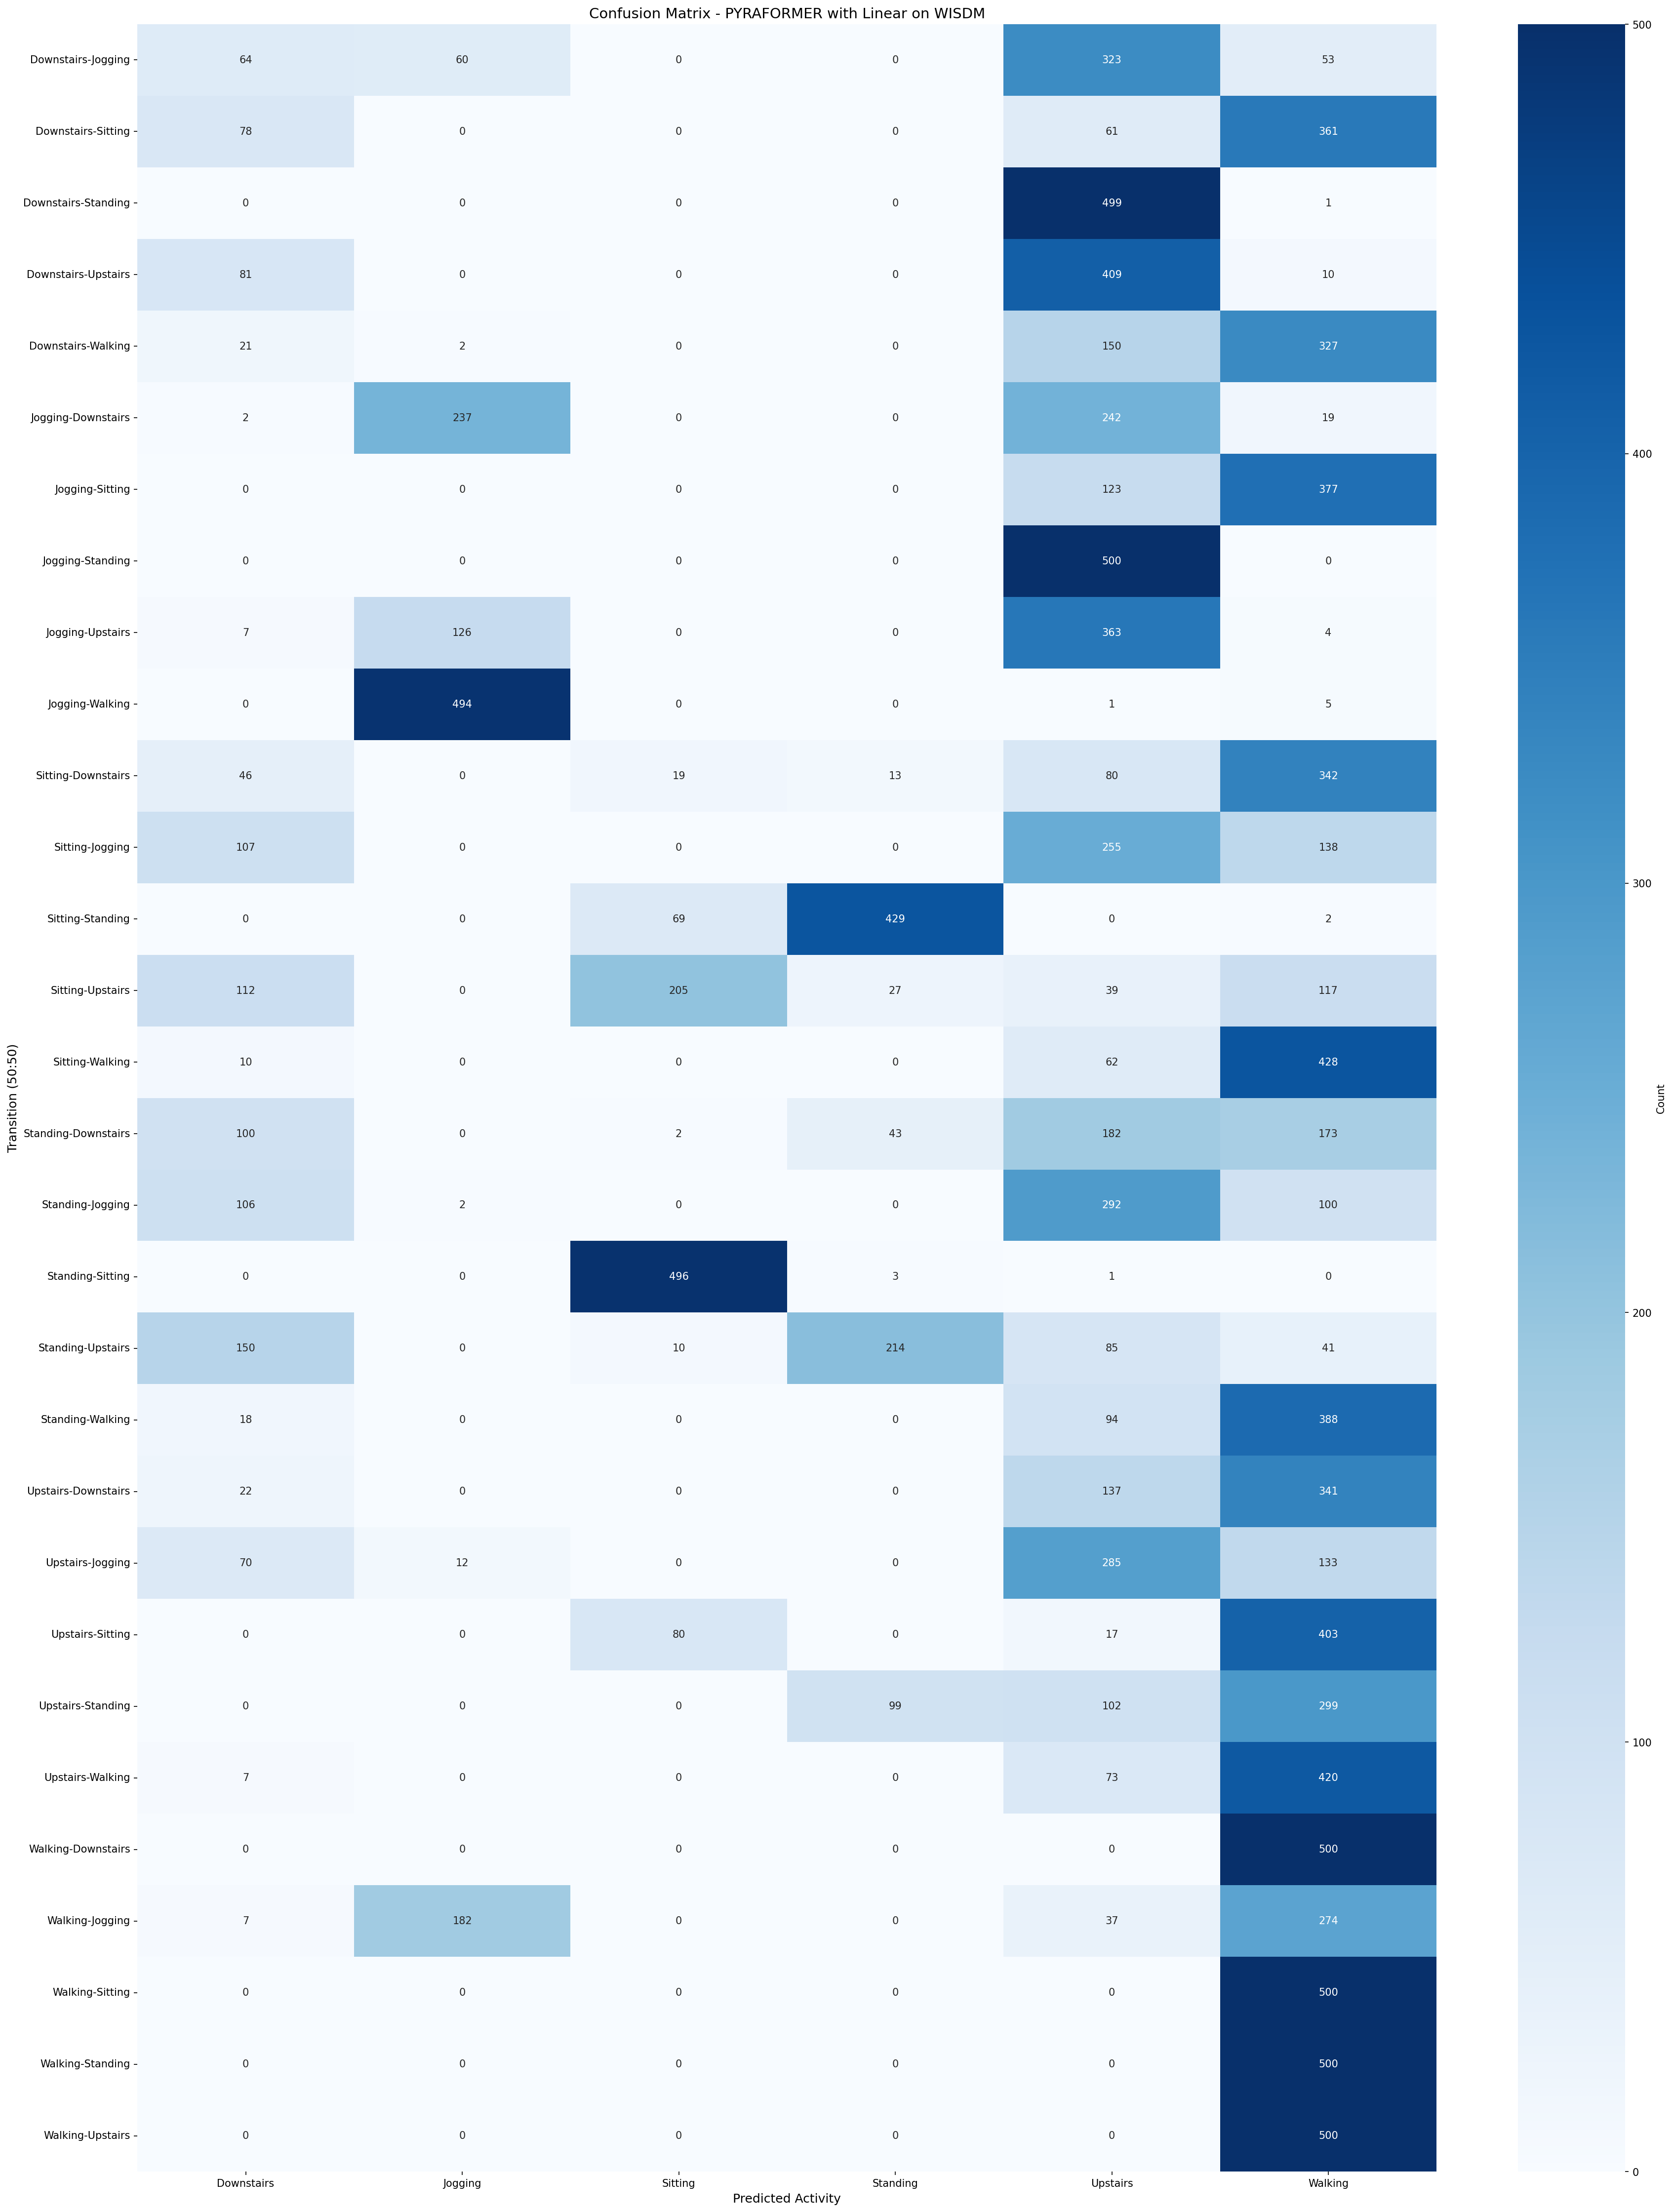 Confusion Matrix - PYRAFORMER with Linear on WISDM
Downstairs-Jogging 64 60 0 0 323 53
Downstairs-Sitting 78 0 0 0 61 361
Downstairs-Standing 0 0 0 0 499 1
Downstairs-Upstairs 81 0 0 0 409 10
Downstairs-Walking 21 2 0 0 150 327
Jogging-Downstairs 2 237 0 0 242 19
Jogging-Sitting 0 0 0 0 123 377
Jogging-Standing 0 0 0 0 500 0
Jogging-Upstairs 7 126 0 0 363 4
Jogging-Walking 0 494 0 0 1 5
Sitting-Downstairs 46 0 19 13 80 342
Sitting-Jogging 107 0 0 0 255 138
Sitting-Standing 0 0 69 429 0 2
Sitting-Upstairs 112 0 205 27 39 117
Sitting-Walking 10 0 0 0 62 428
Standing-Downstairs 100 0 2 43 182 173
Standing-Jogging 106 2 0 0 292 100
Standing-Sitting 0 0 496 3 1 0
Standing-Upstairs 150 0 10 214 85 41
Standing-Walking 18 0 0 0 94 388
Upstairs-Downstairs 22 0 0 0 137 341
Upstairs-Jogging 70 12 0 0 285 133
Upstairs-Sitting 0 0 80 0 17 403
Upstairs-Standing 0 0 0 99 102 299
Upstairs-Walking 7 0 0 0 73 420
Walking-Downstairs 0 0 0 0 0 500
Walking-Jogging 7 182 0 0 37 274
Walking-Sitting 0 0 0 0 0 500
Walking-Standing 0 0 0 0 0 500
Walking-Upstairs 0 0 0 0 0 500
Downstairs Jogging Sitting Standing Upstairs Walking
Predicted Activity
Transition (50:50)
500
400
300
200
100
0
Count